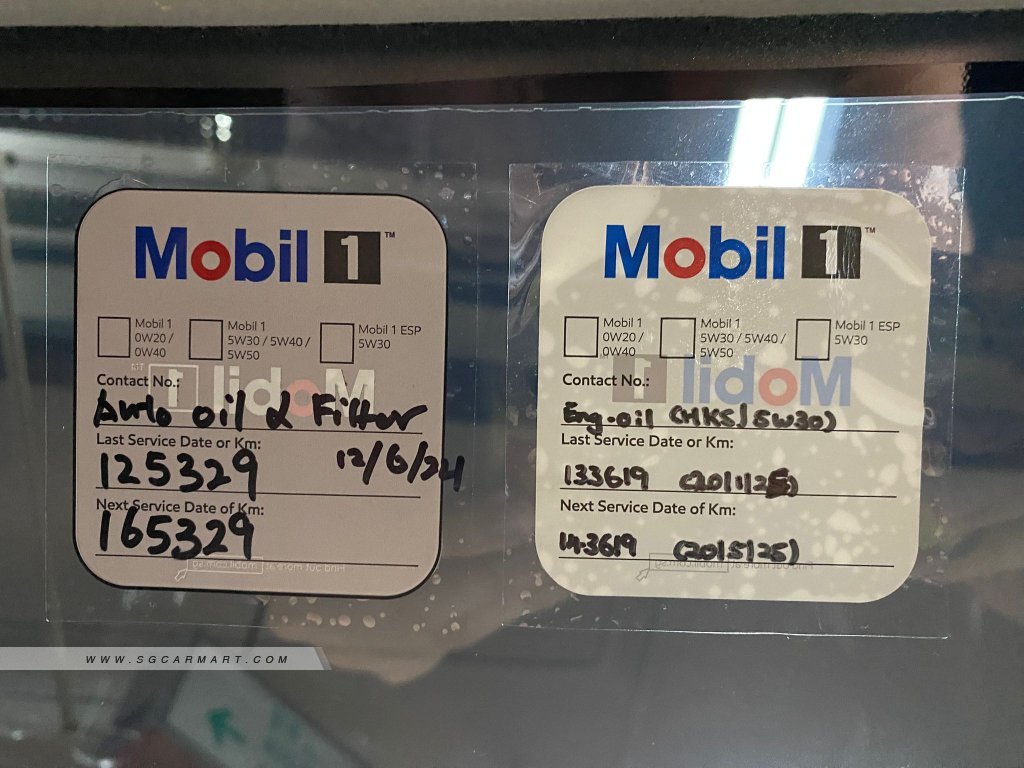 Mobil 1™
Mobil 1
0W20 /
0W40
Mobil 1
5W30 / 5W40 /
5W50
Mobil 1 ESP
5W30
Contact No.:
Auto oil & Filter
Last Service Date or Km:
125329 12/6/24
Next Service Date of Km:
165329
Mobil 1™
Mobil 1
0W20 /
0W40
Mobil 1
5W30 / 5W40 /
5W50
Mobil 1 ESP
5W30
Contact No.:
Eng.oil (HKS/5W30)
Last Service Date or Km:
133619 (20/1/25)
Next Service Date of Km:
143619 (20/5/25)
WWW.SGCARMART.COM